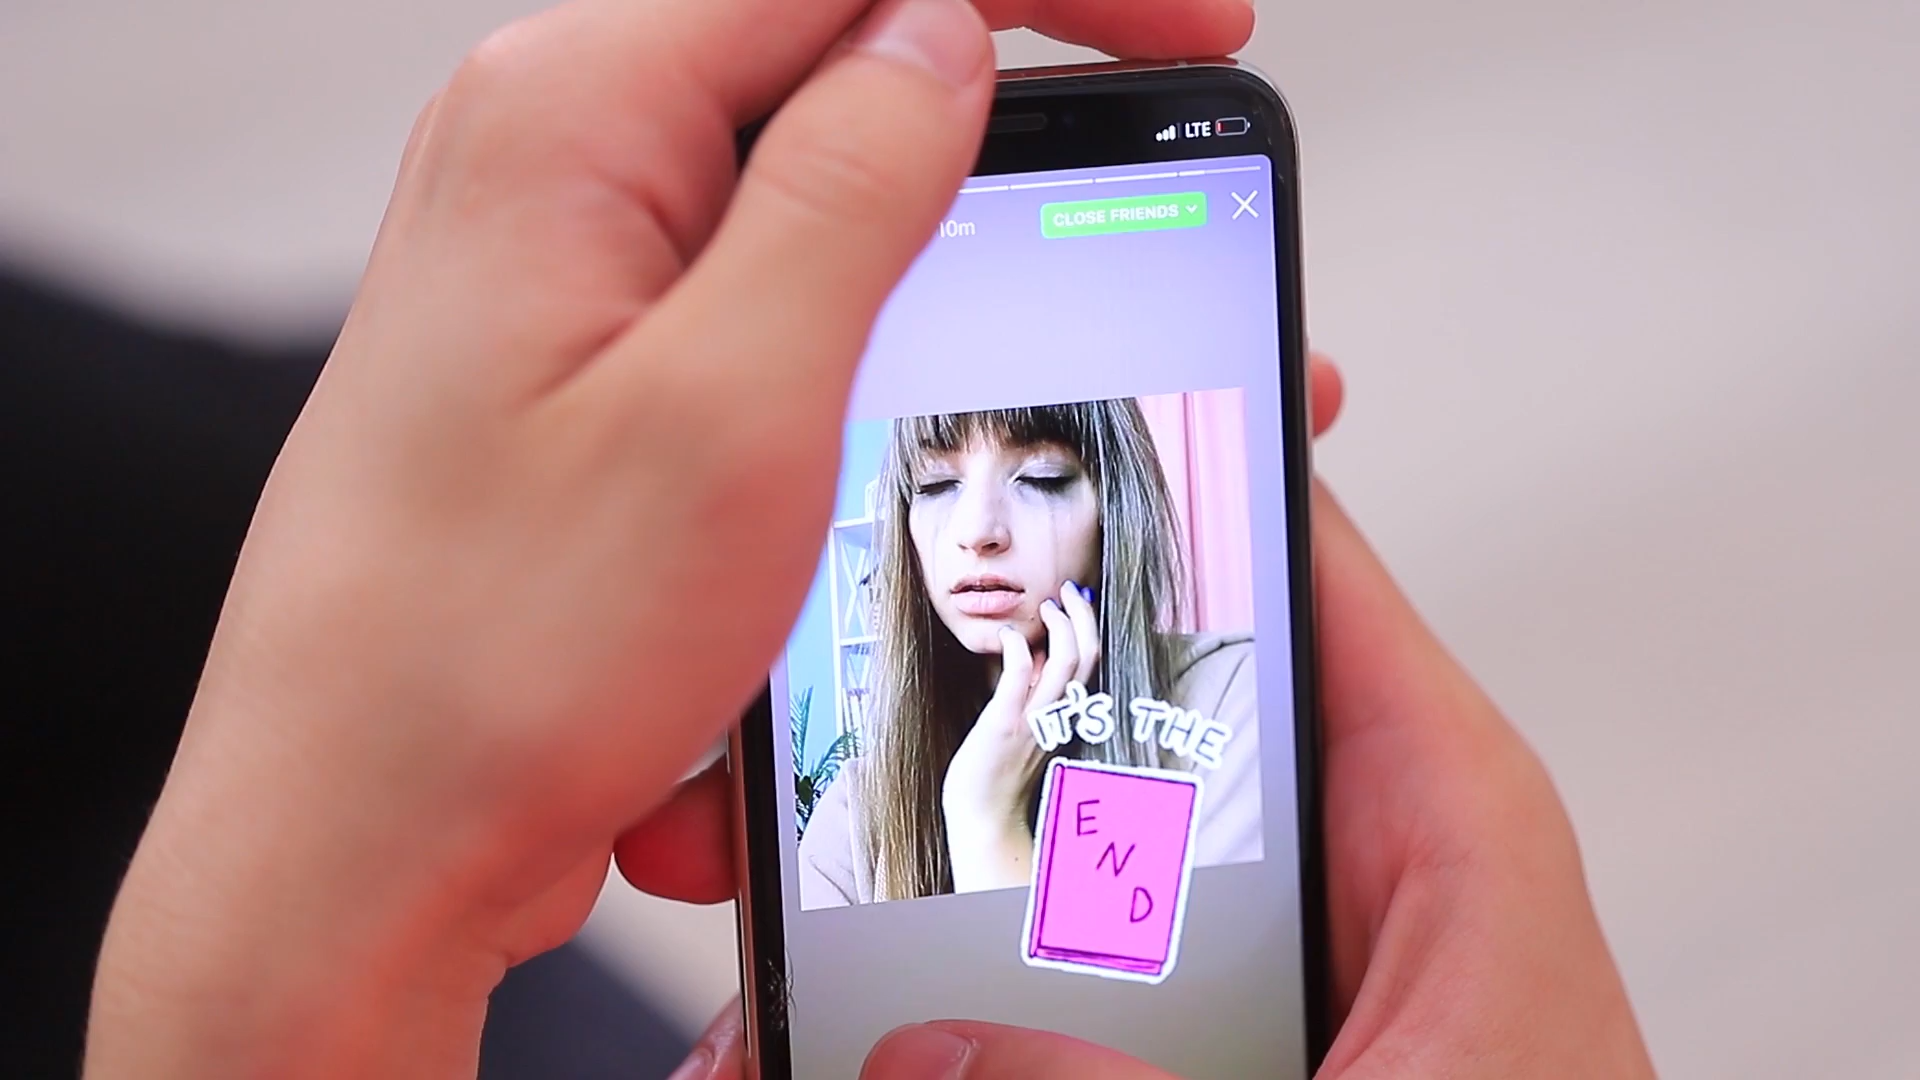 LTE
10m
CLOSE FRIENDS
IT'S THE
END